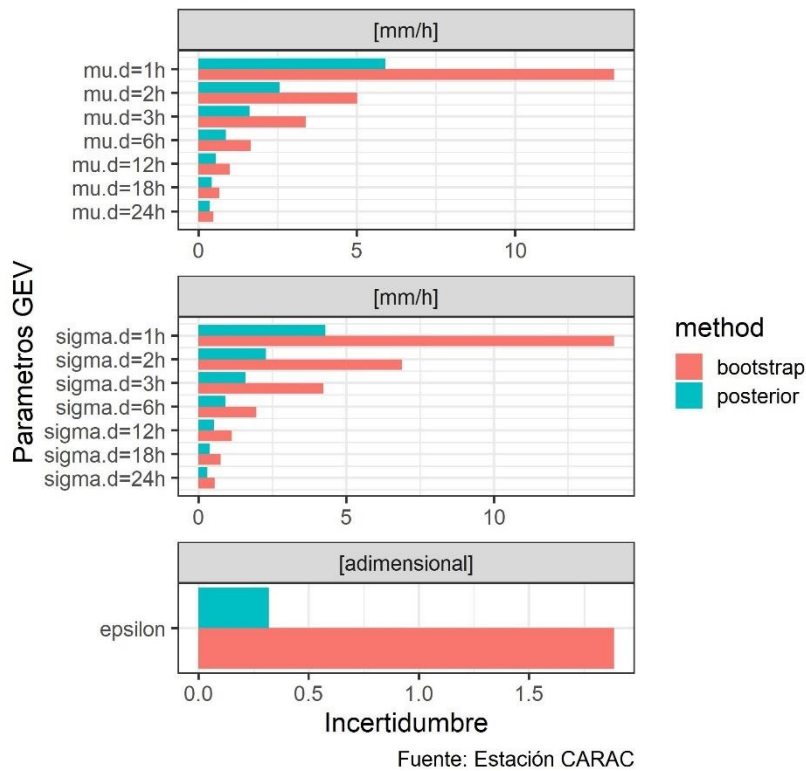 [mm/h]
mu.d=1h
mu.d=2h
mu.d=3h
mu.d=6h
mu.d=12h
mu.d=18h
mu.d=24h
0 5 10
[mm/h]
sigma.d=1h
sigma.d=2h
sigma.d=3h
sigma.d=6h
sigma.d=12h
sigma.d=18h
sigma.d=24h
0 5 10
[adimensional]
epsilon
0.0 0.5 1.0 1.5
Parametros GEV
Incertidumbre
Fuente: Estación CARAC
method
bootstrap
posterior